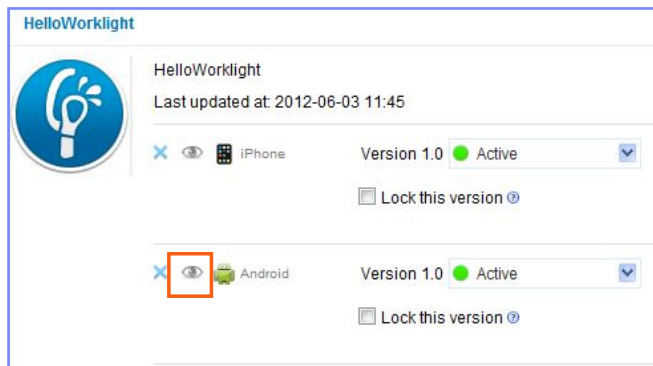 HelloWorklight
HelloWorklight
Last updated at: 2012-06-03 11:45
iPhone Version 1.0 Active
Lock this version
Android Version 1.0 Active
Lock this version